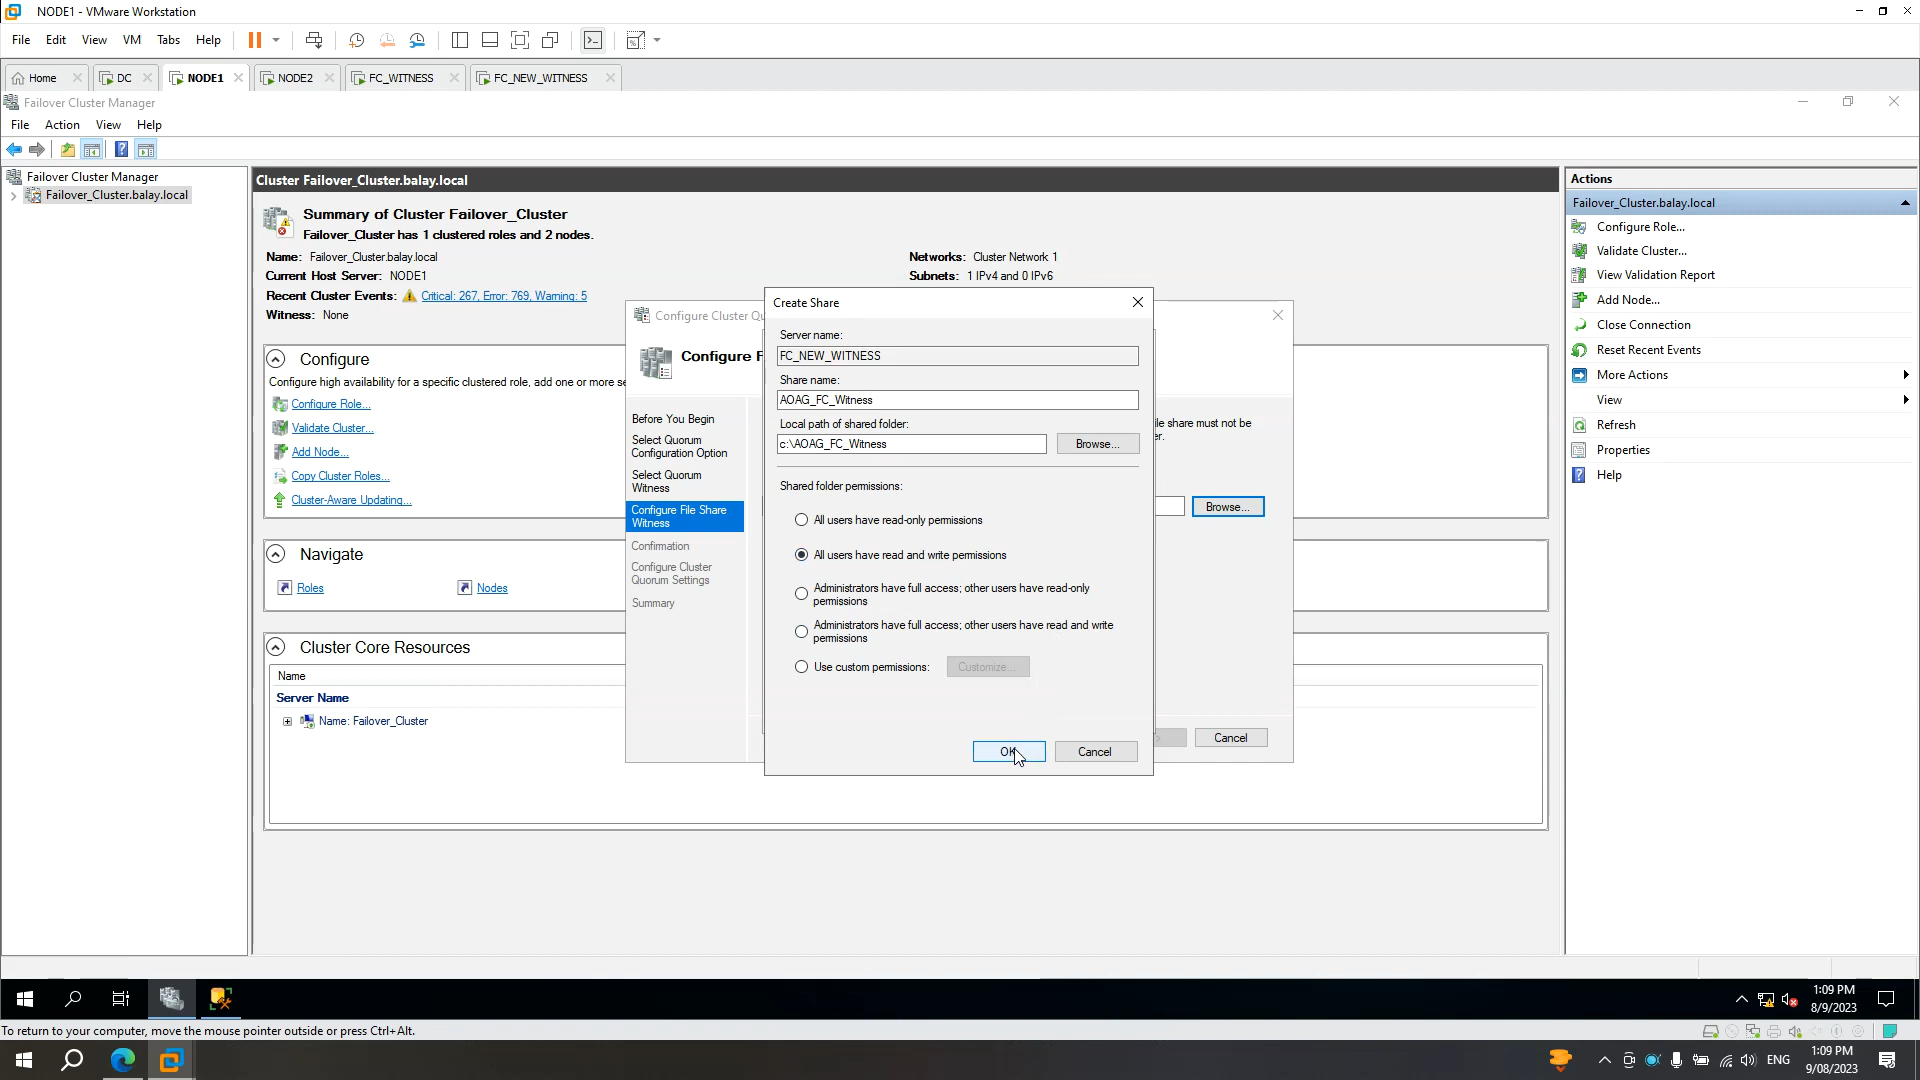 NODE1 - VMware Workstation
File Edit View VM Tabs Help
Home DC NODE1 NODE2 FC_WITNESS FC_NEW_WITNESS
Failover Cluster Manager
File Action View Help
Failover Cluster Manager
Failover_Cluster.balay.local
Cluster Failover_Cluster.balay.local
Summary of Cluster Failover_Cluster
Failover_Cluster has 1 clustered roles and 2 nodes.
Name: Failover_Cluster.balay.local
Networks: Cluster Network 1
Current Host Server: NODE1
Subnets: 1 IPv4 and 0 IPv6
Recent Cluster Events: Critical: 267, Error: 769, Warning: 5
Witness: None
Configure
Configure high availability for a specific clustered role, add one or more se
Configure Role...
Validate Cluster...
Add Node...
Copy Cluster Roles...
Cluster-Aware Updating...
Navigate
Roles Nodes
Cluster Core Resources
Name
Server Name
Name: Failover_Cluster
Configure Cluster Qu
Configure F
Before You Begin
Select Quorum
Configuration Option
Select Quorum
Witness
Configure File Share
Witness
Confirmation
Configure Cluster
Quorum Settings
Summary
ile share must not be
er.
Browse...
Cancel
Create Share
Server name:
FC_NEW_WITNESS
Share name:
AOAG_FC_Witness
Local path of shared folder:
c:\AOAG_FC_Witness
Browse...
Shared folder permissions:
All users have read-only permissions
All users have read and write permissions
Administrators have full access; other users have read-only
permissions
Administrators have full access; other users have read and write
permissions
Use custom permissions: Customize...
OK Cancel
Actions
Failover_Cluster.balay.local
Configure Role...
Validate Cluster...
View Validation Report
Add Node...
Close Connection
Reset Recent Events
More Actions
View
Refresh
Properties
Help
1:09 PM
8/9/2023
To return to your computer, move the mouse pointer outside or press Ctrl+Alt.
ENG
1:09 PM
9/08/2023